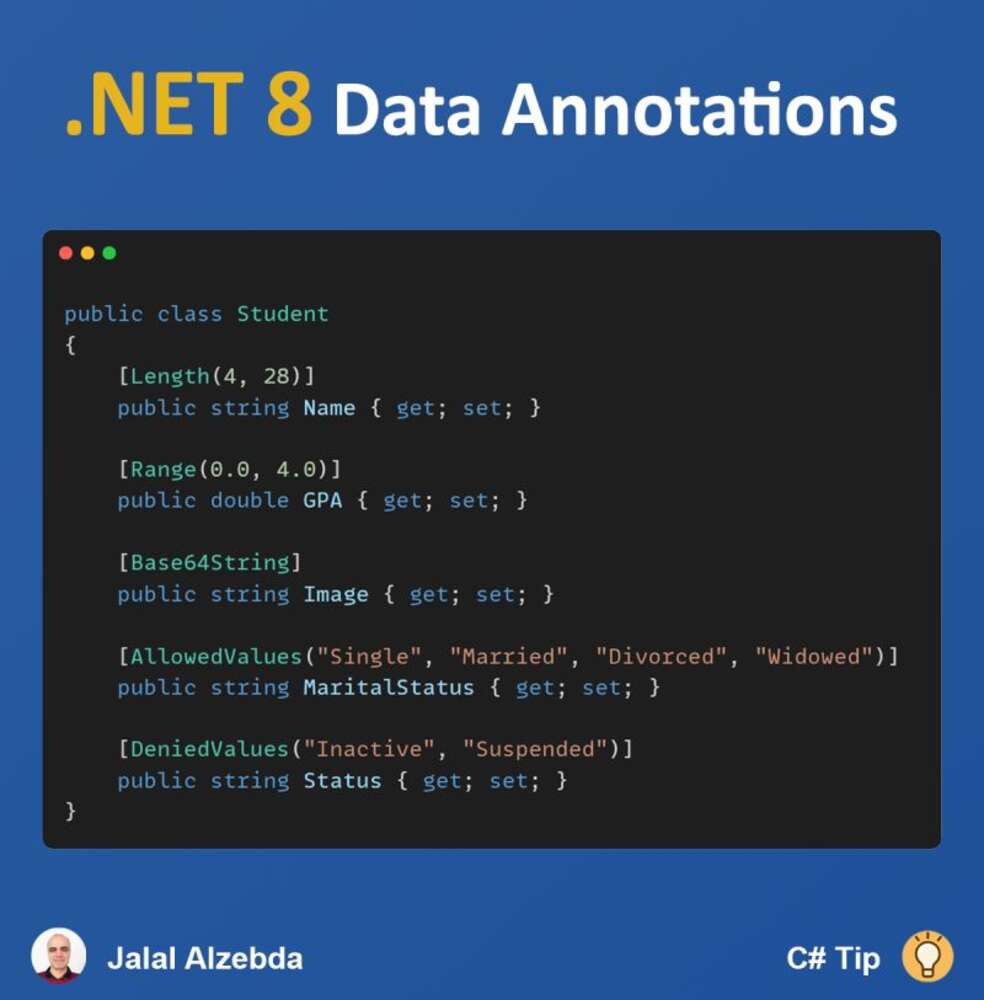 .NET 8 Data Annotations
public class Student
{
    [Length(4, 28)]
    public string Name { get; set; }

    [Range(0.0, 4.0)]
    public double GPA { get; set; }

    [Base64String]
    public string Image { get; set; }

    [AllowedValues("Single", "Married", "Divorced", "Widowed")]
    public string MaritalStatus { get; set; }

    [DeniedValues("Inactive", "Suspended")]
    public string Status { get; set; }
}
Jalal Alzebda
C# Tip